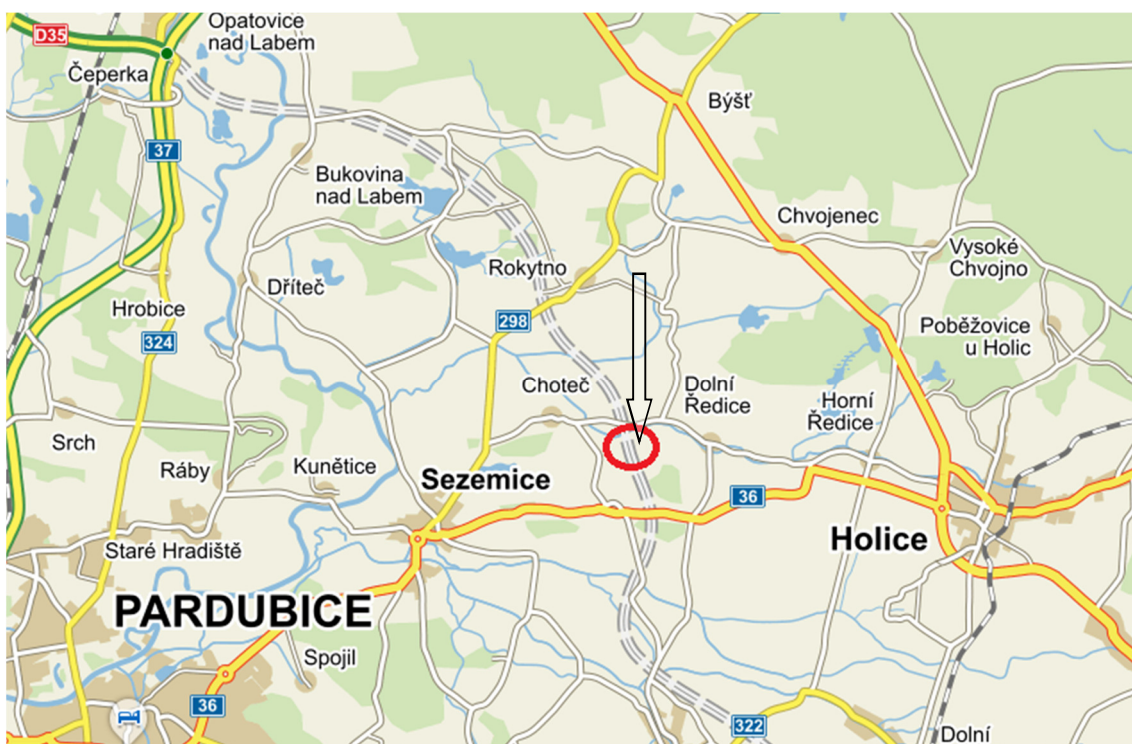 Opatovice
nad Labem
D35
Čeperka
Býšť
37
Bukovina
nad Labem
Chvojenec
Vysoké
Chvojno
Rokytno
Dříteč
Hrobice
298
324
Poběžovice
u Holic
Choteč
Dolní
Ředice
Horní
Ředice
Srch
Ráby
Kunětice
Sezemice
36
Staré Hradiště
Holice
PARDUBICE
Spojil
36
322
Dolní